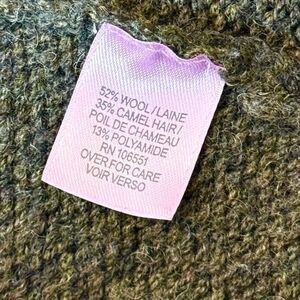 52% WOOL/LAINE
35% CAMEL HAIR/
POIL DE CHAMEAU
13% POLYAMIDE
RN 106551
OVER FOR CARE
VOIR VERSO